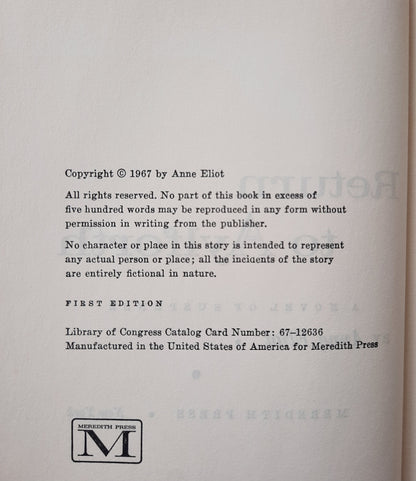 Copyright © 1967 by Anne Eliot
All rights reserved. No part of this book in excess of
five hundred words may be reproduced in any form without
permission in writing from the publisher.
No character or place in this story is intended to represent
any actual person or place; all the incidents of the story
are entirely fictional in nature.
FIRST EDITION
Library of Congress Catalog Card Number: 67-12636
Manufactured in the United States of America for Meredith Press
MEREDITH PRESS
M